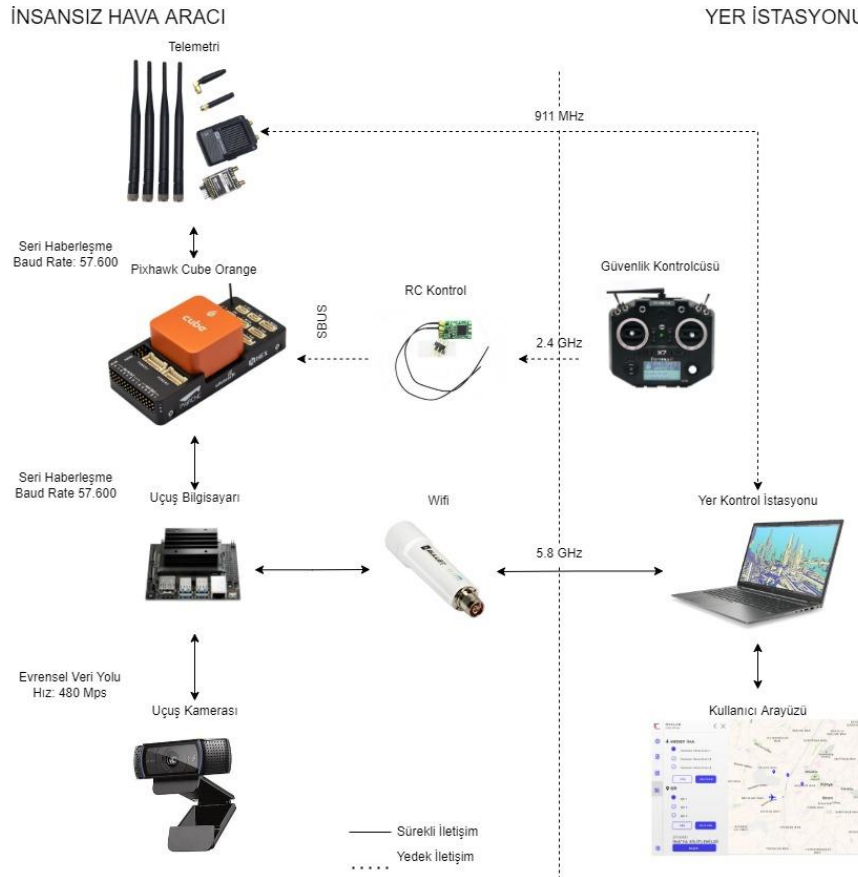 İNSANSIZ HAVA ARACI
YER İSTASYONU
Telemetri
911 MHz
Seri Haberleşme
Baud Rate: 57.600
Pixhawk Cube Orange
Güvenlik Kontrolcüsü
RC Kontrol
SBUS
2.4 GHz
cube
X7
Seri Haberleşme
Baud Rate 57.600
Uçuş Bilgisayarı
Wifi
Yer Kontrol İstasyonu
5.8 GHz
Evrensel Veri Yolu
Hız: 480 Mps
Uçuş Kamerası
Kullanıcı Arayüzü
Sürekli İletişim
Yedek İletişim